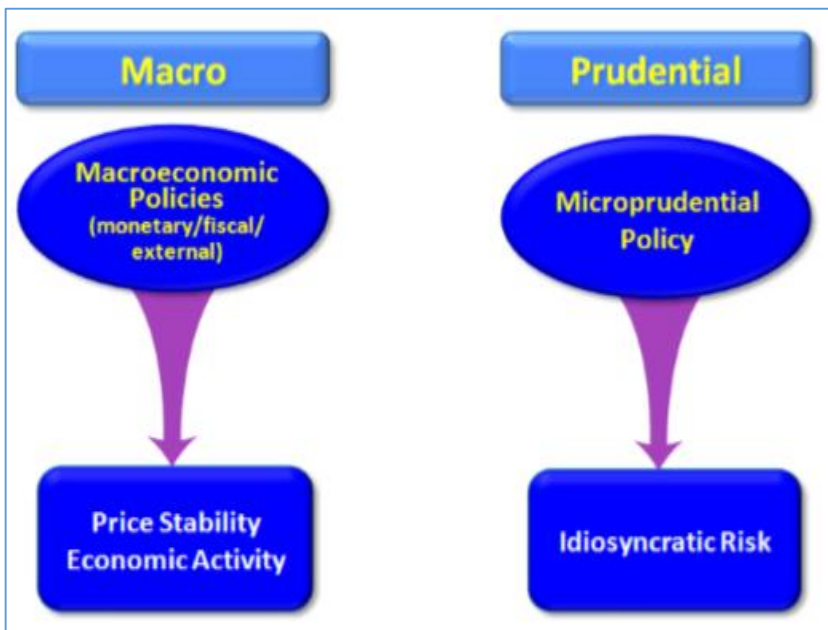 Macro
Prudential
Macroeconomic
Policies
(monetary/fiscal/
external)
Microprudential
Policy
Price Stability
Economic Activity
Idiosyncratic Risk